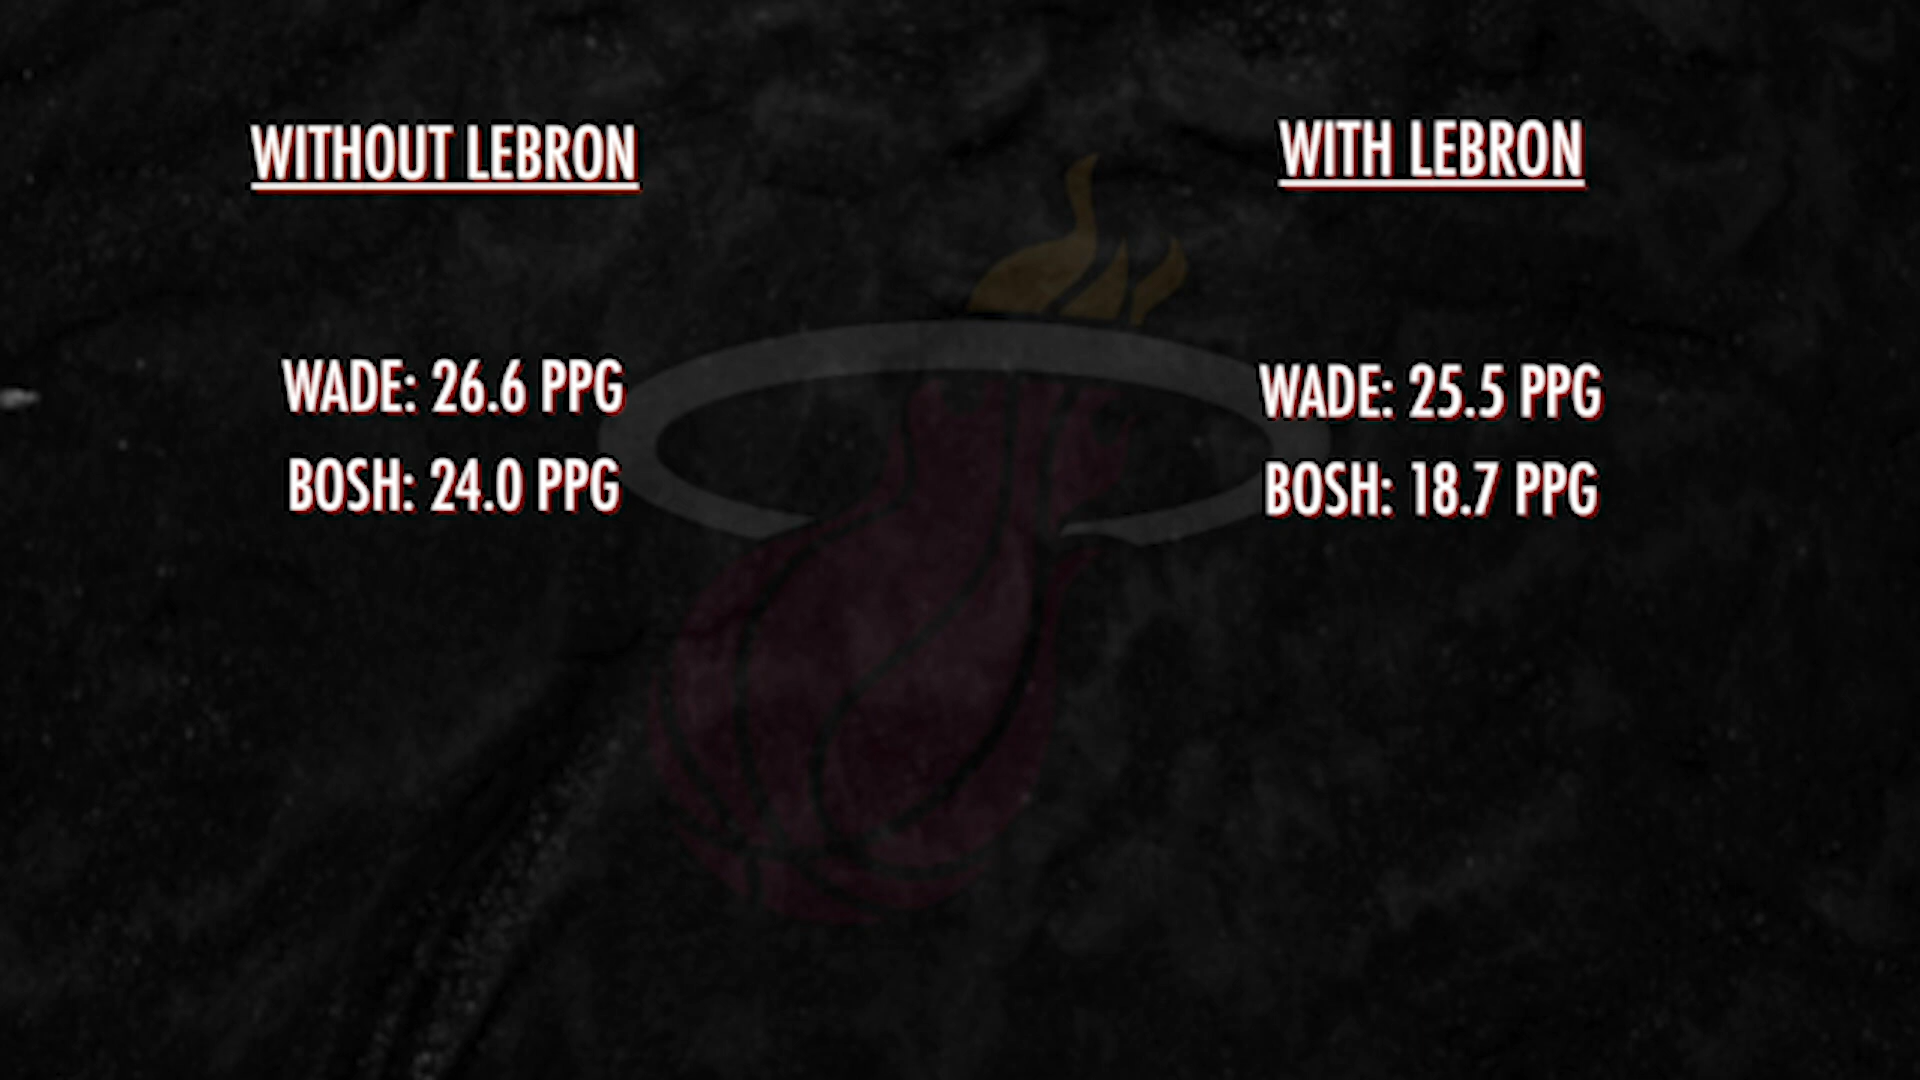 WITHOUT LEBRON
WADE: 26.6 PPG
BOSH: 24.0 PPG
WITH LEBRON
WADE: 25.5 PPG
BOSH: 18.7 PPG